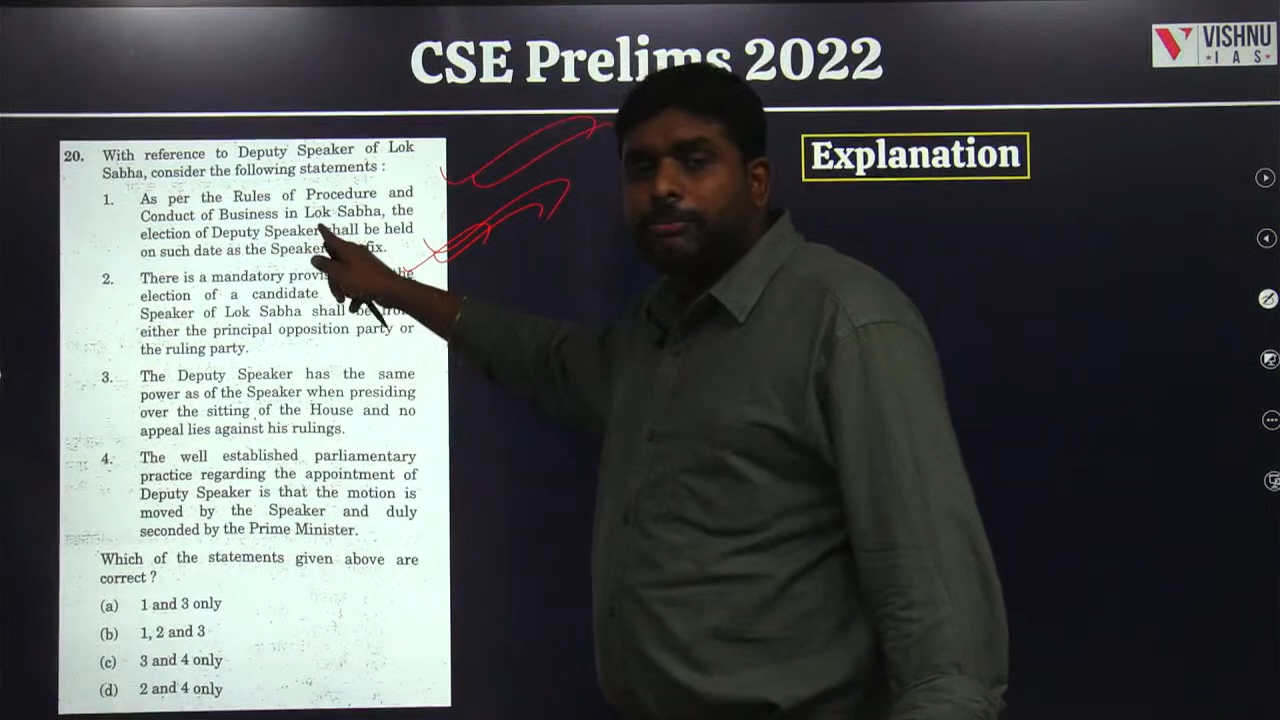 CSE Prelims 2022
VISHNU
IAS
Explanation
20. With reference to Deputy Speaker of Lok
Sabha, consider the following statements :
1. As per the Rules of Procedure and
Conduct of Business in Lok Sabha, the
election of Deputy Speaker shall be held
on such date as the Speaker fix.
2. There is a mandatory the
election of a candidate
Speaker of Lok Sabha shall be
either the principal opposition party or
the ruling party.
3. The Deputy Speaker has the same
power as of the Speaker when presiding
over the sitting of the House and no
appeal lies against his rulings.
4. The well established parliamentary
practice regarding the appointment of
Deputy Speaker is that the motion is
moved by the Speaker and duly
seconded by the Prime Minister.
Which of the statements given above are
correct ?
(a) 1 and 3 only
(b) 1, 2 and 3
(c) 3 and 4 only
(d) 2 and 4 only